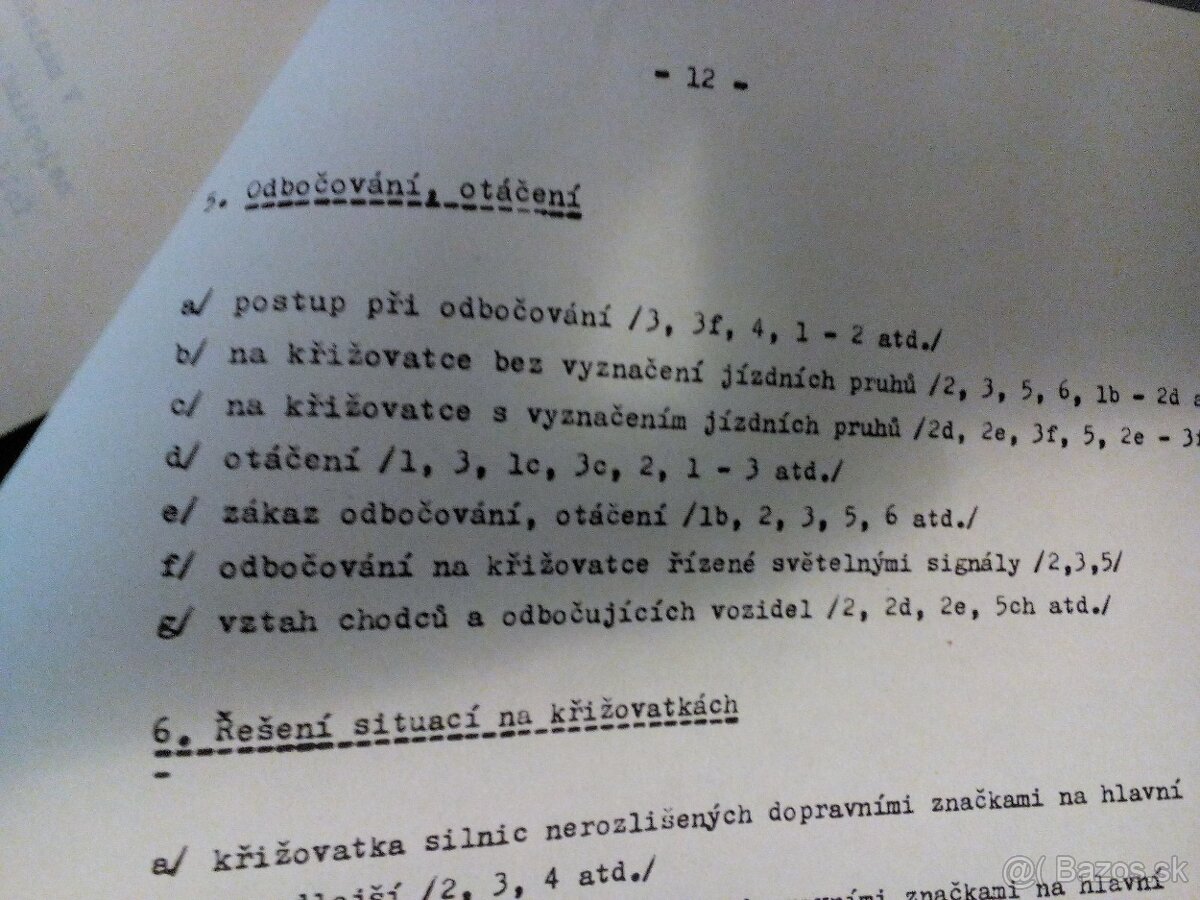 - 12 -
5. Odbočování, otáčení
a/ postup při odbočování /3, 3f, 4, 1 - 2 atd./
b/ na křižovatce bez vyznačení jízdních pruhů /2, 3, 5, 6, 1b - 2d a
c/ na křižovatce s vyznačením jízdních pruhů /2d, 2e, 3f, 5, 2e - 3f
d/ otáčení /1, 3, 1c, 3c, 2, 1 - 3 atd./
e/ zákaz odbočování, otáčení /1b, 2, 3, 5, 6 atd./
f/ odbočování na křižovatce řízené světelnými signály /2,3,5/
g/ vztah chodců a odbočujících vozidel /2, 2d, 2e, 5ch atd./
6. Řešení situací na křižovatkách
a/ křižovatka silnic nerozlišených dopravními značkami na hlavní
/2, 3, 4 atd./
značkami na hlavní
@( Bazos.sk